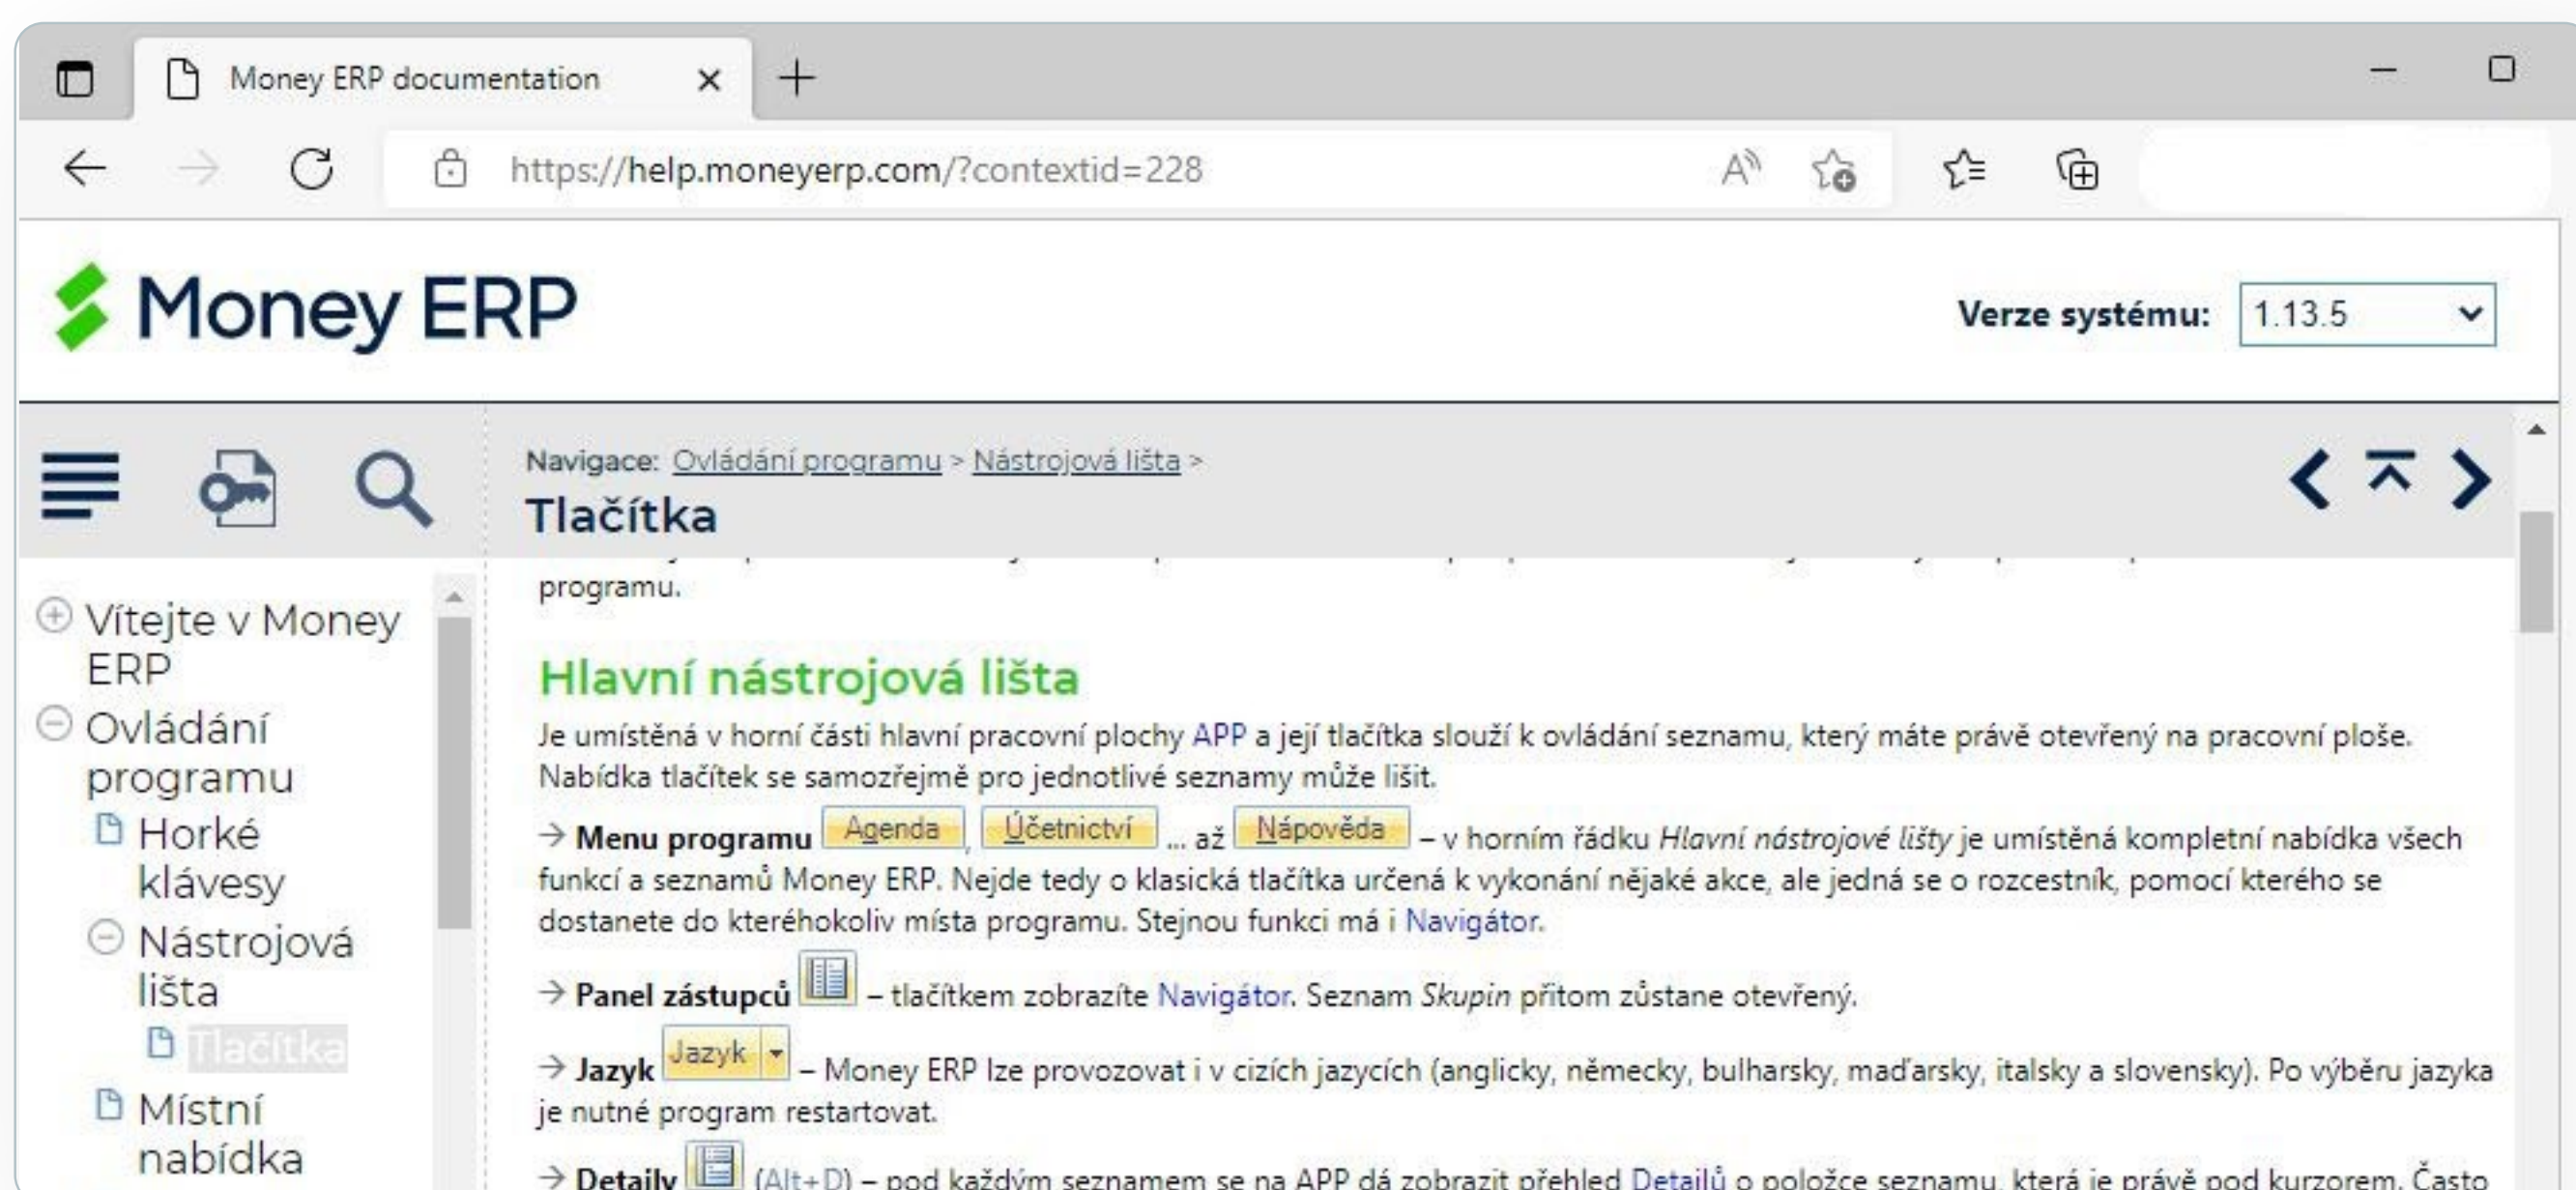 Money ERP documentation
https://help.moneyerp.com/?contextid=228
Money ERP
Verze systému: 1.13.5
Navigace: Ovládání programu > Nástrojová lišta >
Tlačítka
Vítejte v Money
ERP
Ovládání
programu
Horké
klávesy
Nástrojová
lišta
Tlačítka
Místní
nabídka
programu.
Hlavní nástrojová lišta
Je umístěná v horní části hlavní pracovní plochy APP a její tlačítka slouží k ovládání seznamu, který máte právě otevřený na pracovní ploše.
Nabídka tlačítek se samozřejmě pro jednotlivé seznamy může lišit.
→ Menu programu Agenda , Účetnictví ... až Nápověda – v horním řádku Hlavní nástrojové lišty je umístěná kompletní nabídka všech
funkcí a seznamů Money ERP. Nejde tedy o klasická tlačítka určená k vykonání nějaké akce, ale jedná se o rozcestník, pomocí kterého se
dostanete do kteréhokoliv místa programu. Stejnou funkci má i Navigátor.
→ Panel zástupců – tlačítkem zobrazíte Navigátor. Seznam Skupin přitom zůstane otevřený.
→ Jazyk Jazyk – Money ERP lze provozovat i v cizích jazycích (anglicky, německy, bulharsky, maďarsky, italsky a slovensky). Po výběru jazyka
je nutné program restartovat.
→ Detaily (Alt+D) – pod každým seznamem se na APP dá zobrazit přehled Detailů o položce seznamu, která je právě pod kurzorem. Často